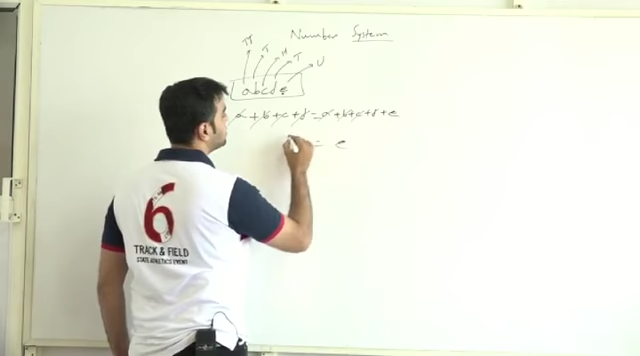 Number System
TT T H T U
abcde
a + b + c + d = a + b + c + d + e
= e
6
TRACK & FIELD
STATE ATHLETICS EVENT